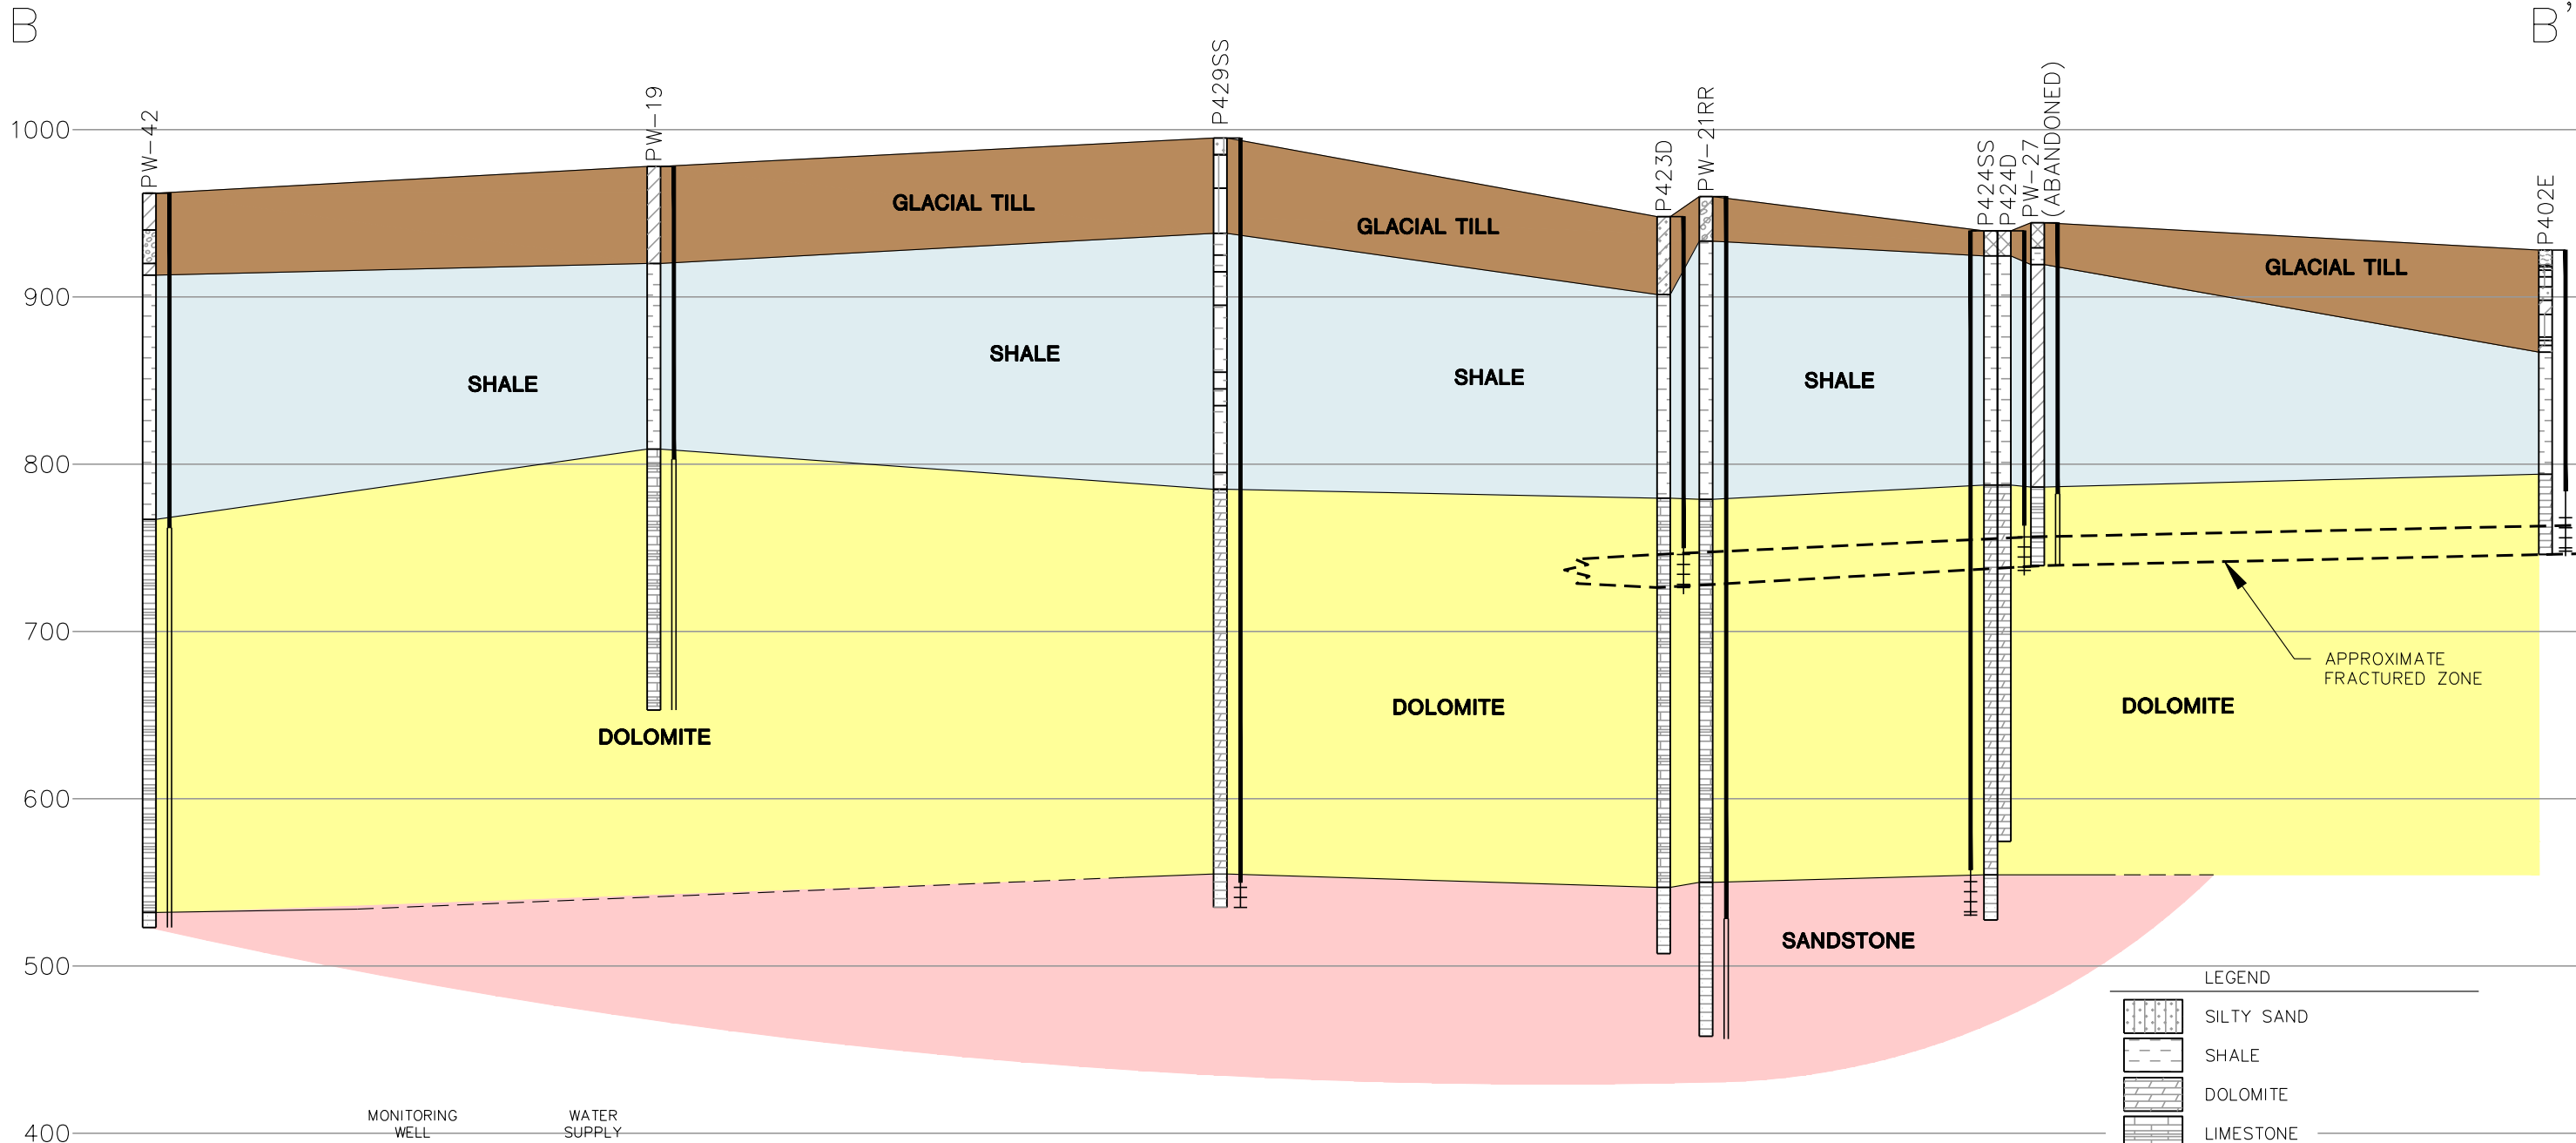 B
B'
PW-42
PW-19
P429SS
P423D
PW-21RR
P424SS
P424D
PW-27
(ABANDONED)
P402E
1000
900
800
700
600
500
400
GLACIAL TILL
GLACIAL TILL
GLACIAL TILL
SHALE
SHALE
SHALE
SHALE
DOLOMITE
DOLOMITE
DOLOMITE
APPROXIMATE
FRACTURED ZONE
SANDSTONE
LEGEND
SILTY SAND
SHALE
DOLOMITE
LIMESTONE
MONITORING
WELL
WATER
SUPPLY